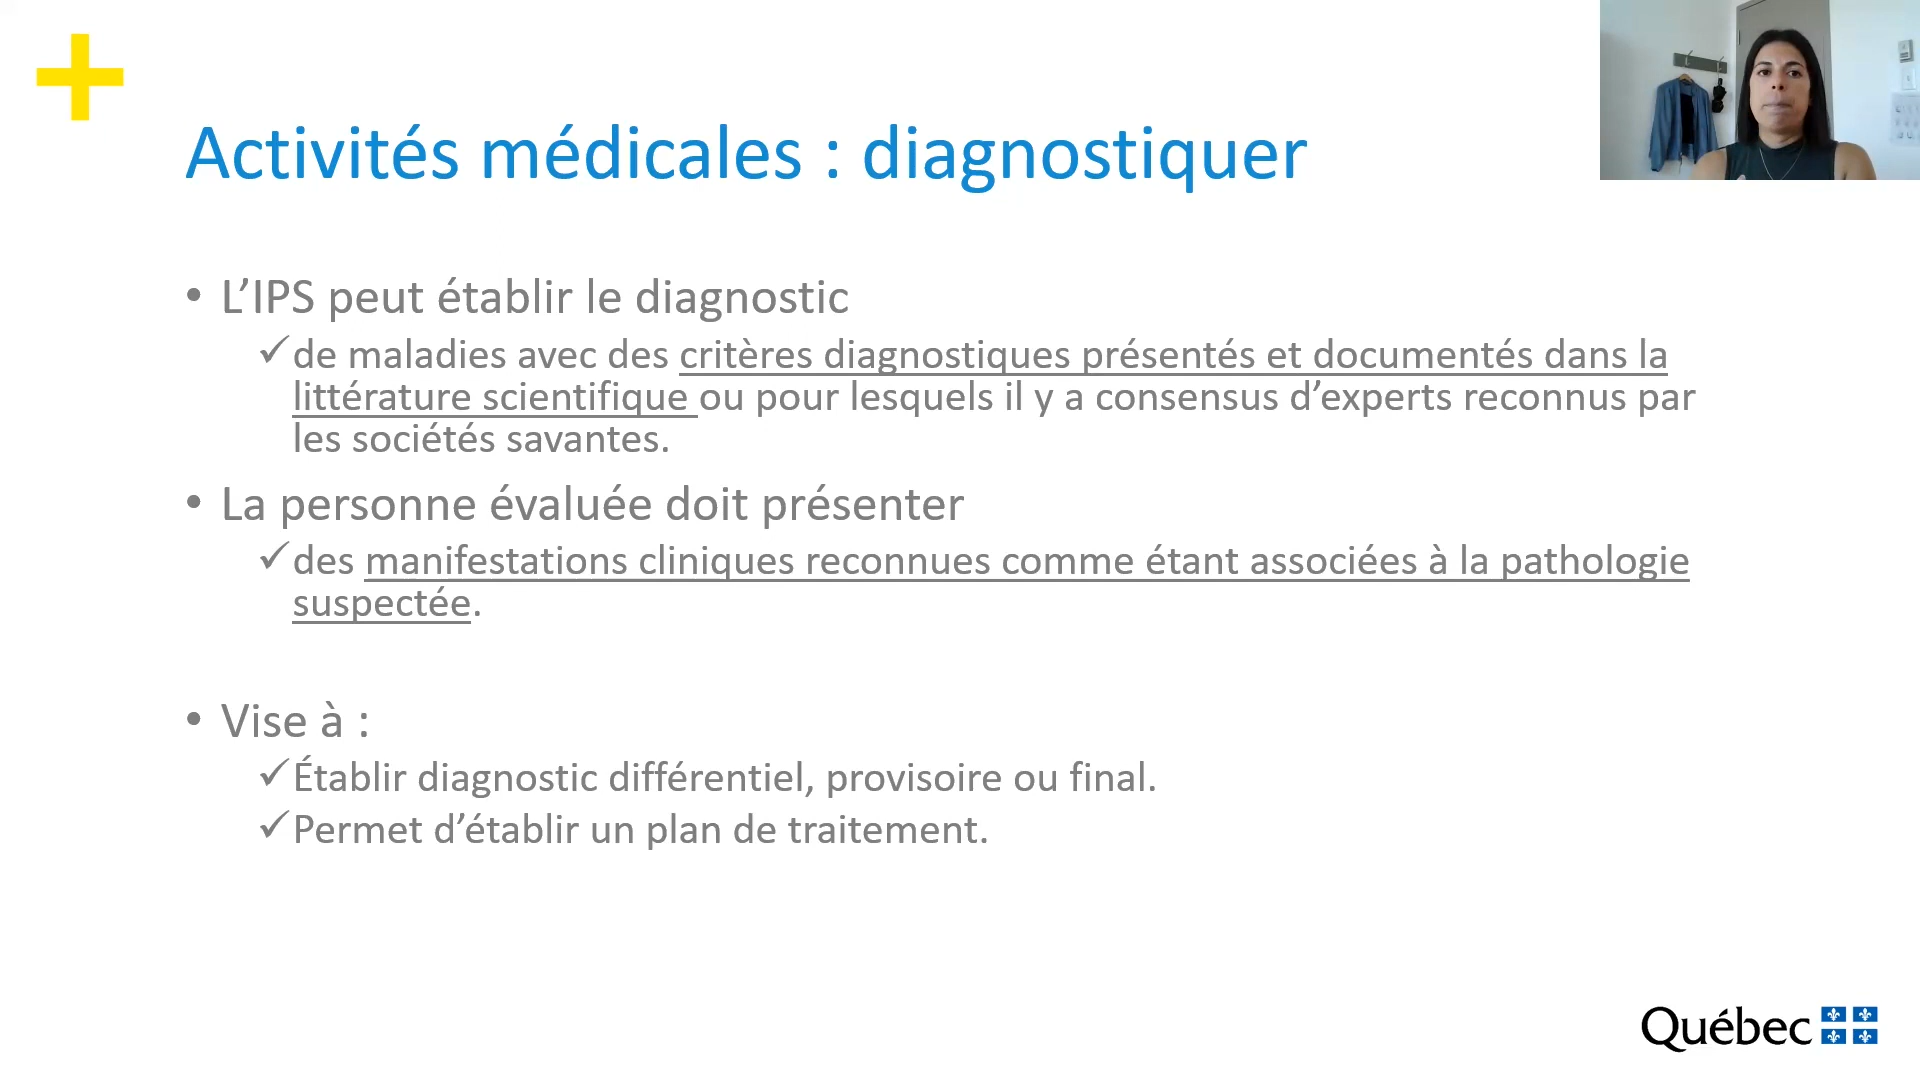 Activités médicales : diagnostiquer
• L’IPS peut établir le diagnostic
✓de maladies avec des critères diagnostiques présentés et documentés dans la
littérature scientifique ou pour lesquels il y a consensus d’experts reconnus par
les sociétés savantes.
• La personne évaluée doit présenter
✓des manifestations cliniques reconnues comme étant associées à la pathologie
suspectée.
• Vise à :
✓Établir diagnostic différentiel, provisoire ou final.
✓Permet d’établir un plan de traitement.
Québec